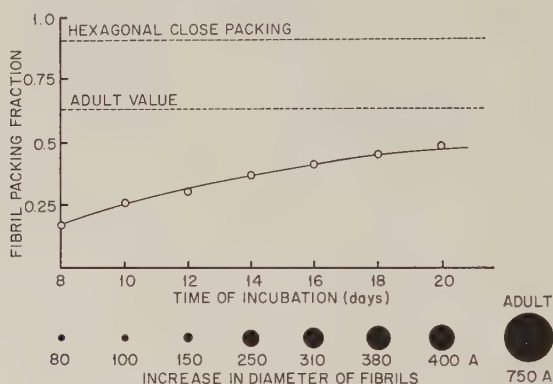 1.0
HEXAGONAL CLOSE PACKING
0.75
ADULT VALUE
0.5
0.25
FIBRIL PACKING FRACTION
8 10 12 14 16 18 20
TIME OF INCUBATION (days)
ADULT
80 100 150 250 310 380 400 A
750 A
INCREASE IN DIAMETER OF FIBRILS